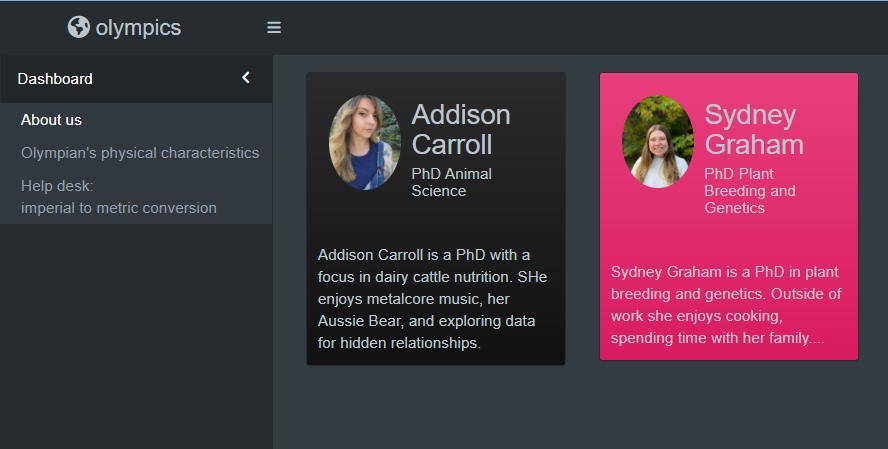 olympics
Dashboard
About us
Olympian's physical characteristics
Help desk:
imperial to metric conversion
Addison
Carroll
PhD Animal
Science
Addison Carroll is a PhD with a
focus in dairy cattle nutrition. SHe
enjoys metalcore music, her
Aussie Bear, and exploring data
for hidden relationships.
Sydney
Graham
PhD Plant
Breeding and
Genetics
Sydney Graham is a PhD in plant
breeding and genetics. Outside of
work she enjoys cooking,
spending time with her family....